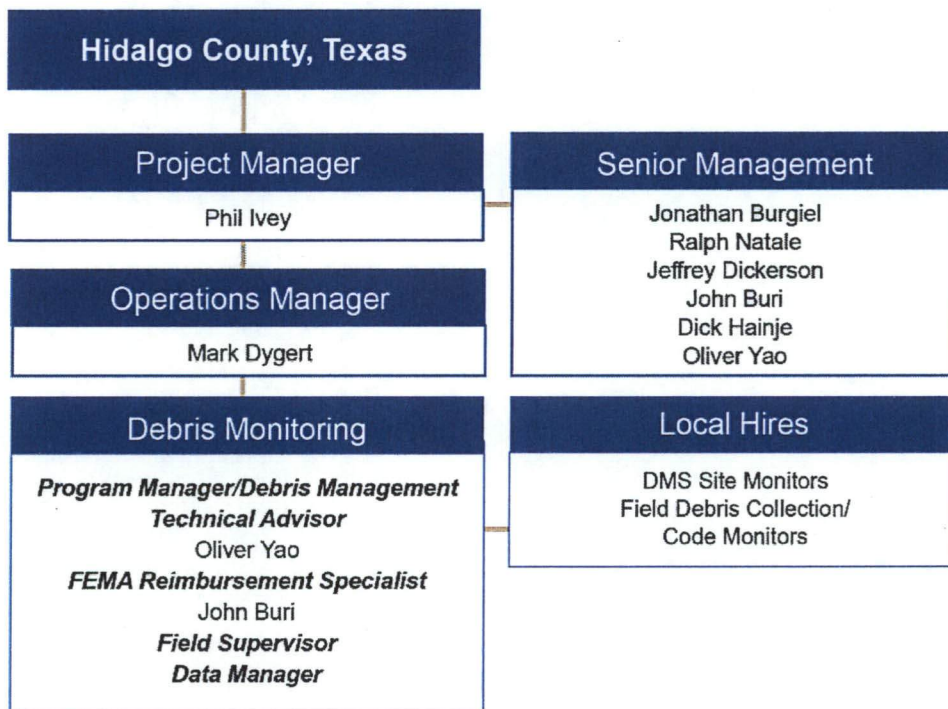 Hidalgo County, Texas
Project Manager
Phil Ivey
Senior Management
Jonathan Burgiel
Ralph Natale
Jeffrey Dickerson
John Buri
Dick Hainje
Oliver Yao
Operations Manager
Mark Dygert
Debris Monitoring
Program Manager/Debris Management
Technical Advisor
Oliver Yao
FEMA Reimbursement Specialist
John Buri
Field Supervisor
Data Manager
Local Hires
DMS Site Monitors
Field Debris Collection/
Code Monitors